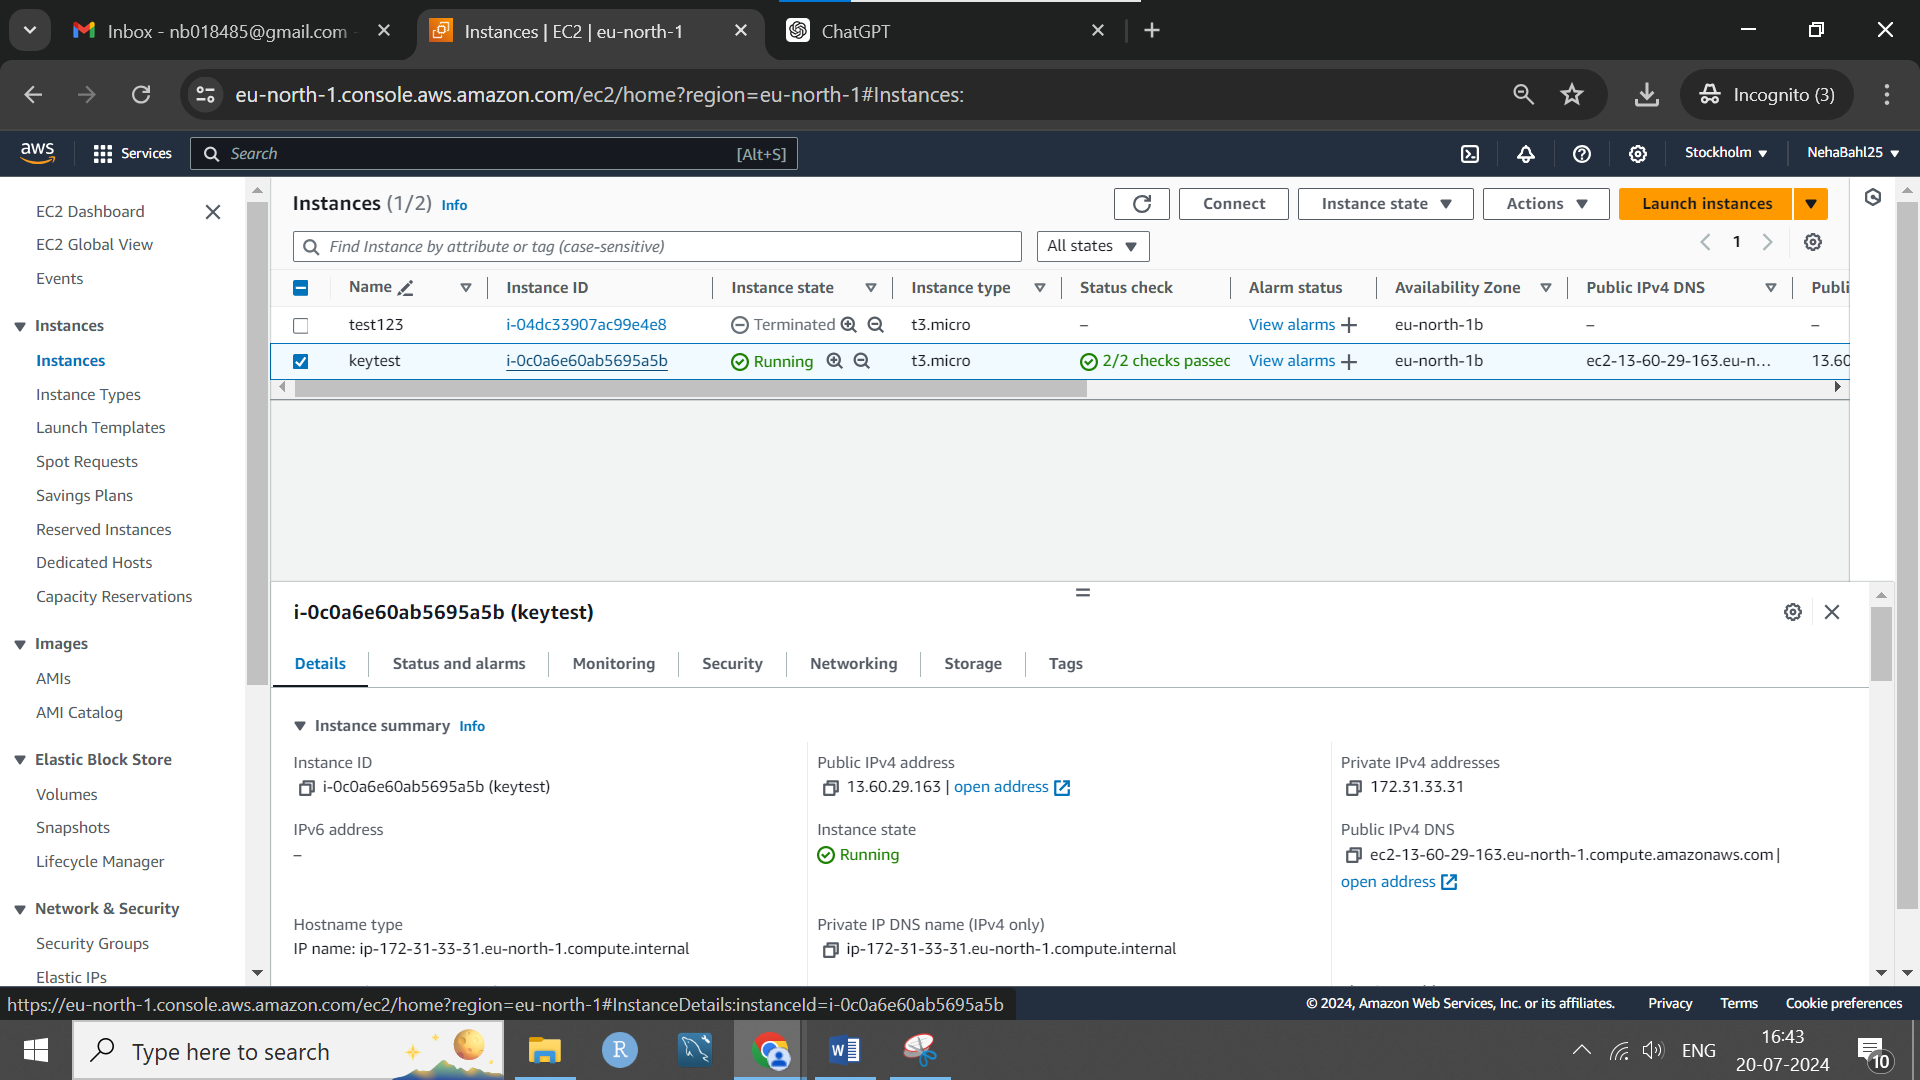 Inbox - nb018485@gmail.com -
Instances | EC2 | eu-north-1
ChatGPT
eu-north-1.console.aws.amazon.com/ec2/home?region=eu-north-1#Instances:
Incognito (3)
aws
Services
Search
[Alt+S]
Stockholm
NehaBahl25
EC2 Dashboard
EC2 Global View
Events
Instances
Instances
Instance Types
Launch Templates
Spot Requests
Savings Plans
Reserved Instances
Dedicated Hosts
Capacity Reservations
Images
AMIs
AMI Catalog
Elastic Block Store
Volumes
Snapshots
Lifecycle Manager
Network & Security
Security Groups
Elastic IPs
Instances (1/2) Info
Connect
Instance state
Actions
Launch instances
Find Instance by attribute or tag (case-sensitive)
All states
1
Name Instance ID Instance state Instance type Status check Alarm status Availability Zone Public IPv4 DNS Publi
test123 i-04dc33907ac99e4e8 Terminated t3.micro – View alarms + eu-north-1b – –
keytest i-0c0a6e60ab5695a5b Running t3.micro 2/2 checks passec View alarms + eu-north-1b ec2-13-60-29-163.eu-n... 13.60
i-0c0a6e60ab5695a5b (keytest)
Details
Status and alarms
Monitoring
Security
Networking
Storage
Tags
Instance summary Info
Instance ID
i-0c0a6e60ab5695a5b (keytest)
Public IPv4 address
13.60.29.163 | open address
Private IPv4 addresses
172.31.33.31
IPv6 address
–
Instance state
Running
Public IPv4 DNS
ec2-13-60-29-163.eu-north-1.compute.amazonaws.com |
open address
Hostname type
IP name: ip-172-31-33-31.eu-north-1.compute.internal
Private IP DNS name (IPv4 only)
ip-172-31-33-31.eu-north-1.compute.internal
https://eu-north-1.console.aws.amazon.com/ec2/home?region=eu-north-1#InstanceDetails:instanceId=i-0c0a6e60ab5695a5b
© 2024, Amazon Web Services, Inc. or its affiliates.
Privacy
Terms
Cookie preferences
Type here to search
R
W
ENG
16:43
20-07-2024
10